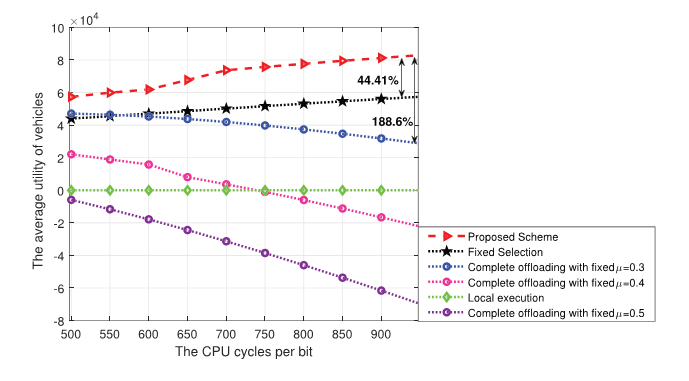 ×10⁴
10
8
6
4
2
0
-2
-4
-6
-8
The average utility of vehicles
44.41%
188.6%
500 550 600 650 700 750 800 850 900
The CPU cycles per bit
Proposed Scheme
Fixed Selection
Complete offloading with fixed μ=0.3
Complete offloading with fixed μ=0.4
Local execution
Complete offloading with fixed μ=0.5